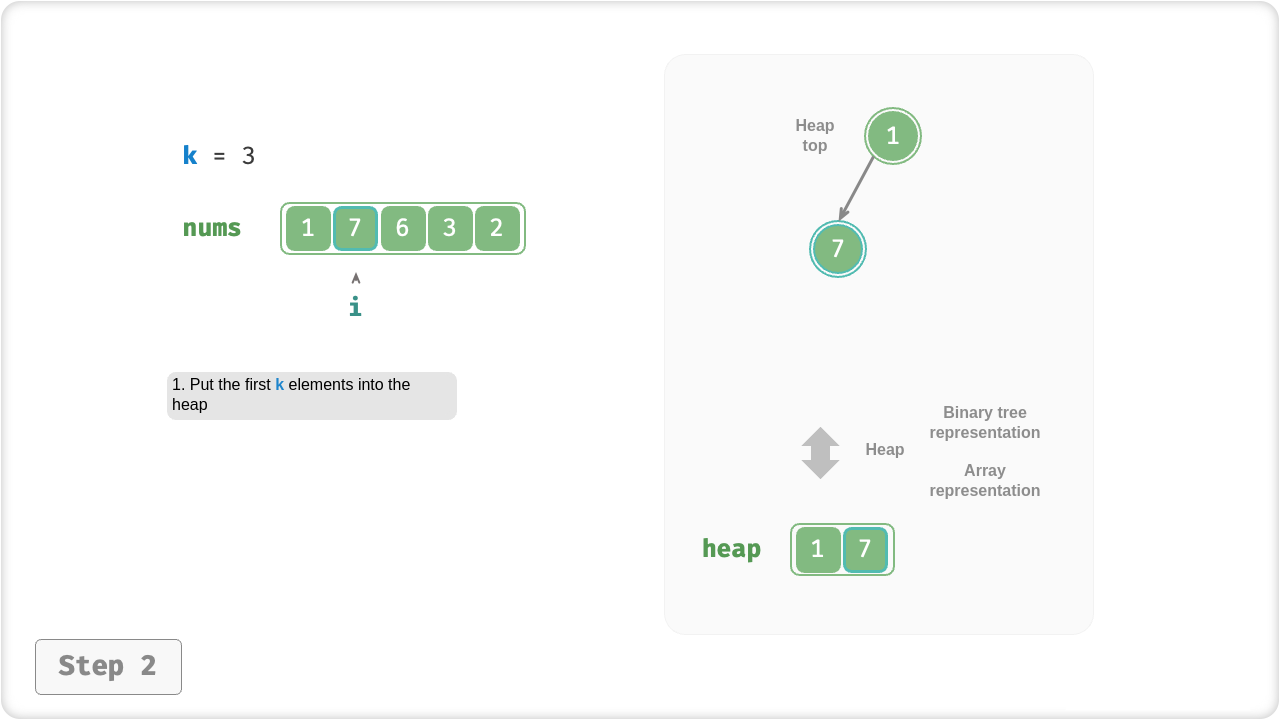 k = 3
nums 1 7 6 3 2
i
1. Put the first k elements into the
heap
Step 2
Heap
top
1
7
Binary tree
representation
Heap
Array
representation
heap 1 7